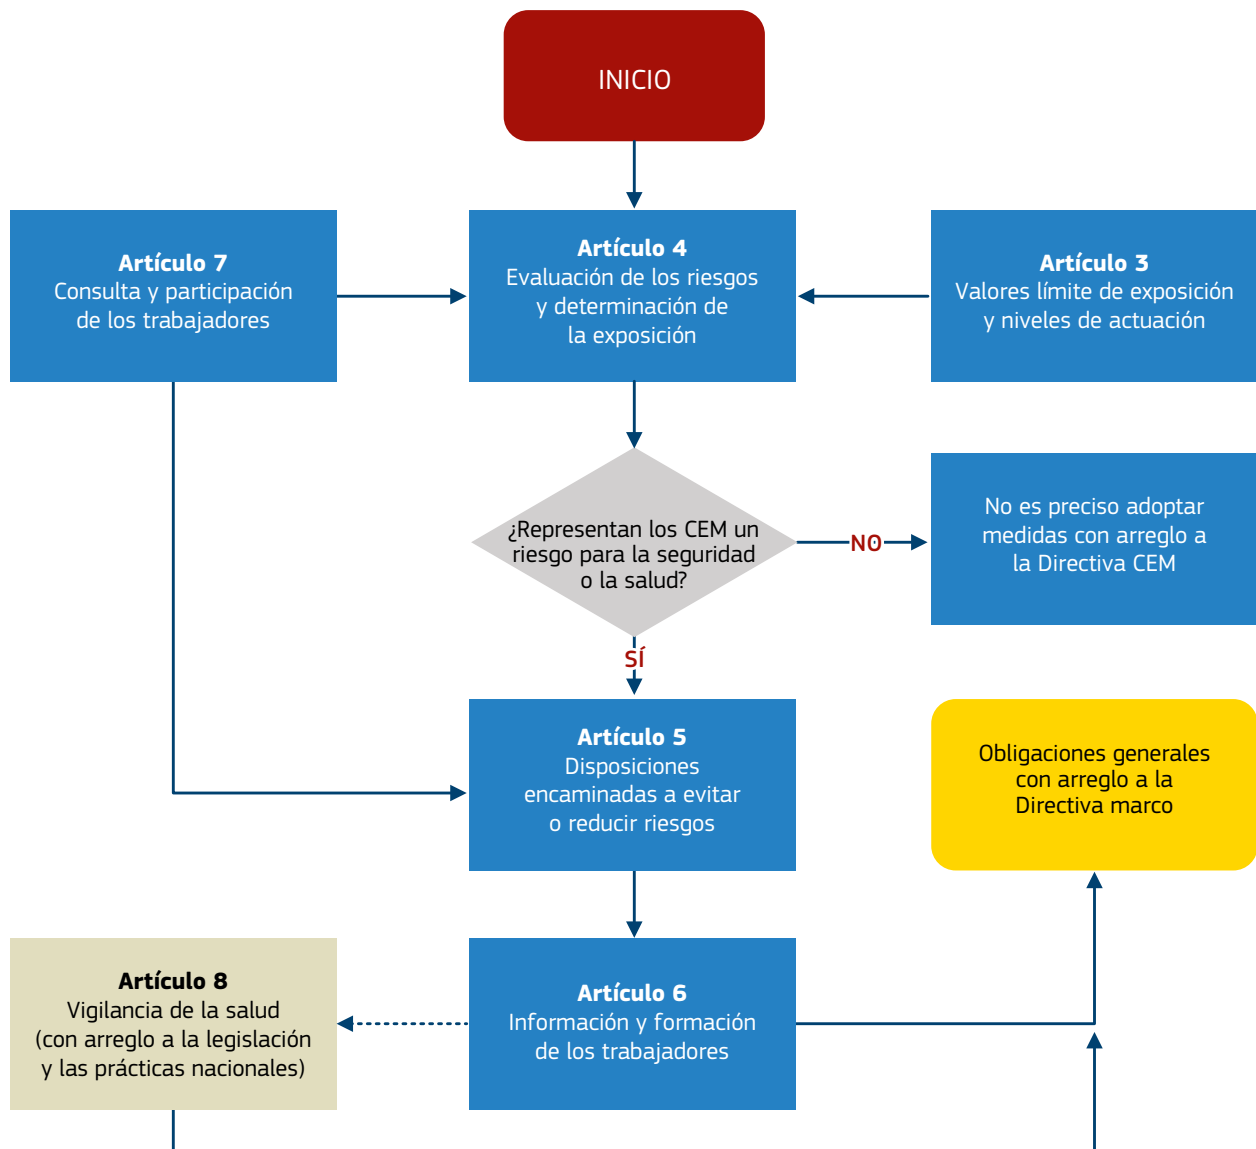 INICIO
Artículo 7
Consulta y participación
de los trabajadores
Artículo 4
Evaluación de los riesgos
y determinación de
la exposición
Artículo 3
Valores límite de exposición
y niveles de actuación
¿Representan los CEM un
riesgo para la seguridad
o la salud?
NO
No es preciso adoptar
medidas con arreglo a
la Directiva CEM
SÍ
Artículo 5
Disposiciones
encaminadas a evitar
o reducir riesgos
Obligaciones generales
con arreglo a la
Directiva marco
Artículo 8
Vigilancia de la salud
(con arreglo a la legislación
y las prácticas nacionales)
Artículo 6
Información y formación
de los trabajadores